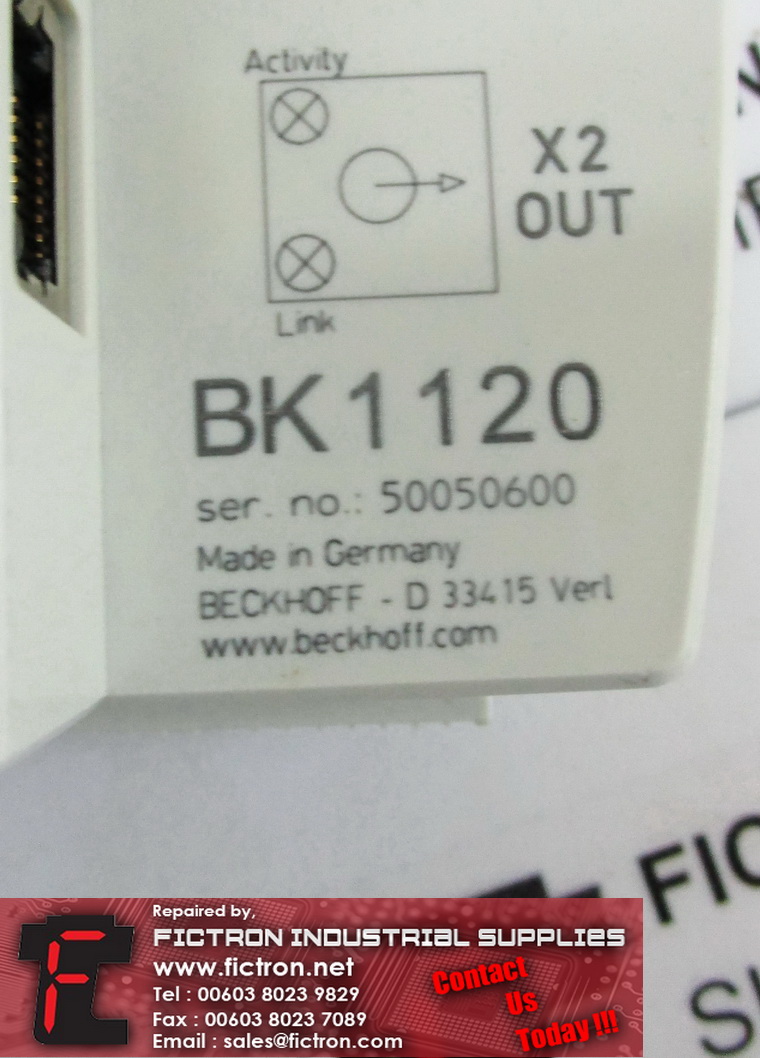 Activity
X2
OUT
Link
BK1120
ser. no.: 50050600
Made in Germany
BECKHOFF - D 33415 Verl
www.beckhoff.com
FIC
Repaired by,
FICTRON INDUSTRIAL SUPPLIES
www.fictron.net
Tel : 00603 8023 9829
Fax : 00603 8023 7089
Email : sales@fictron.com
Contact
Us
Today !!!